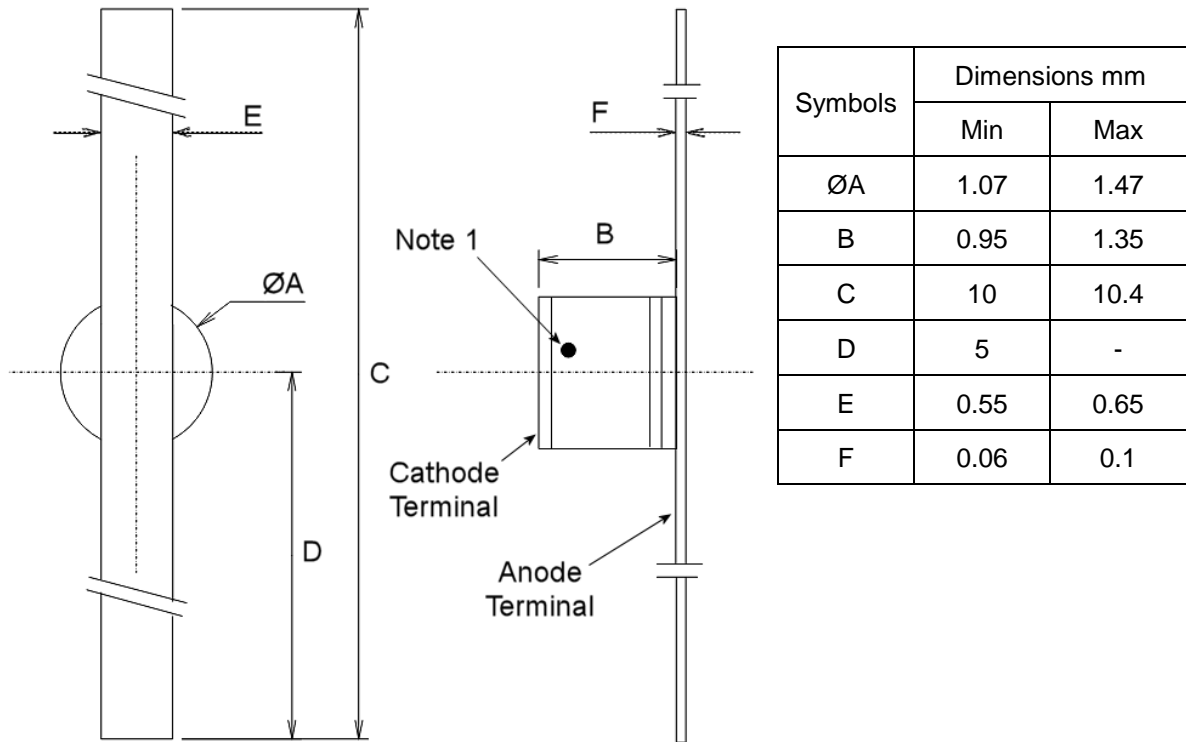 E
ØA
C
D
F
B
Note 1
Cathode
Terminal
Anode
Terminal
Symbols Dimensions mm
Min Max
ØA 1.07 1.47
B 0.95 1.35
C 10 10.4
D 5 -
E 0.55 0.65
F 0.06 0.1